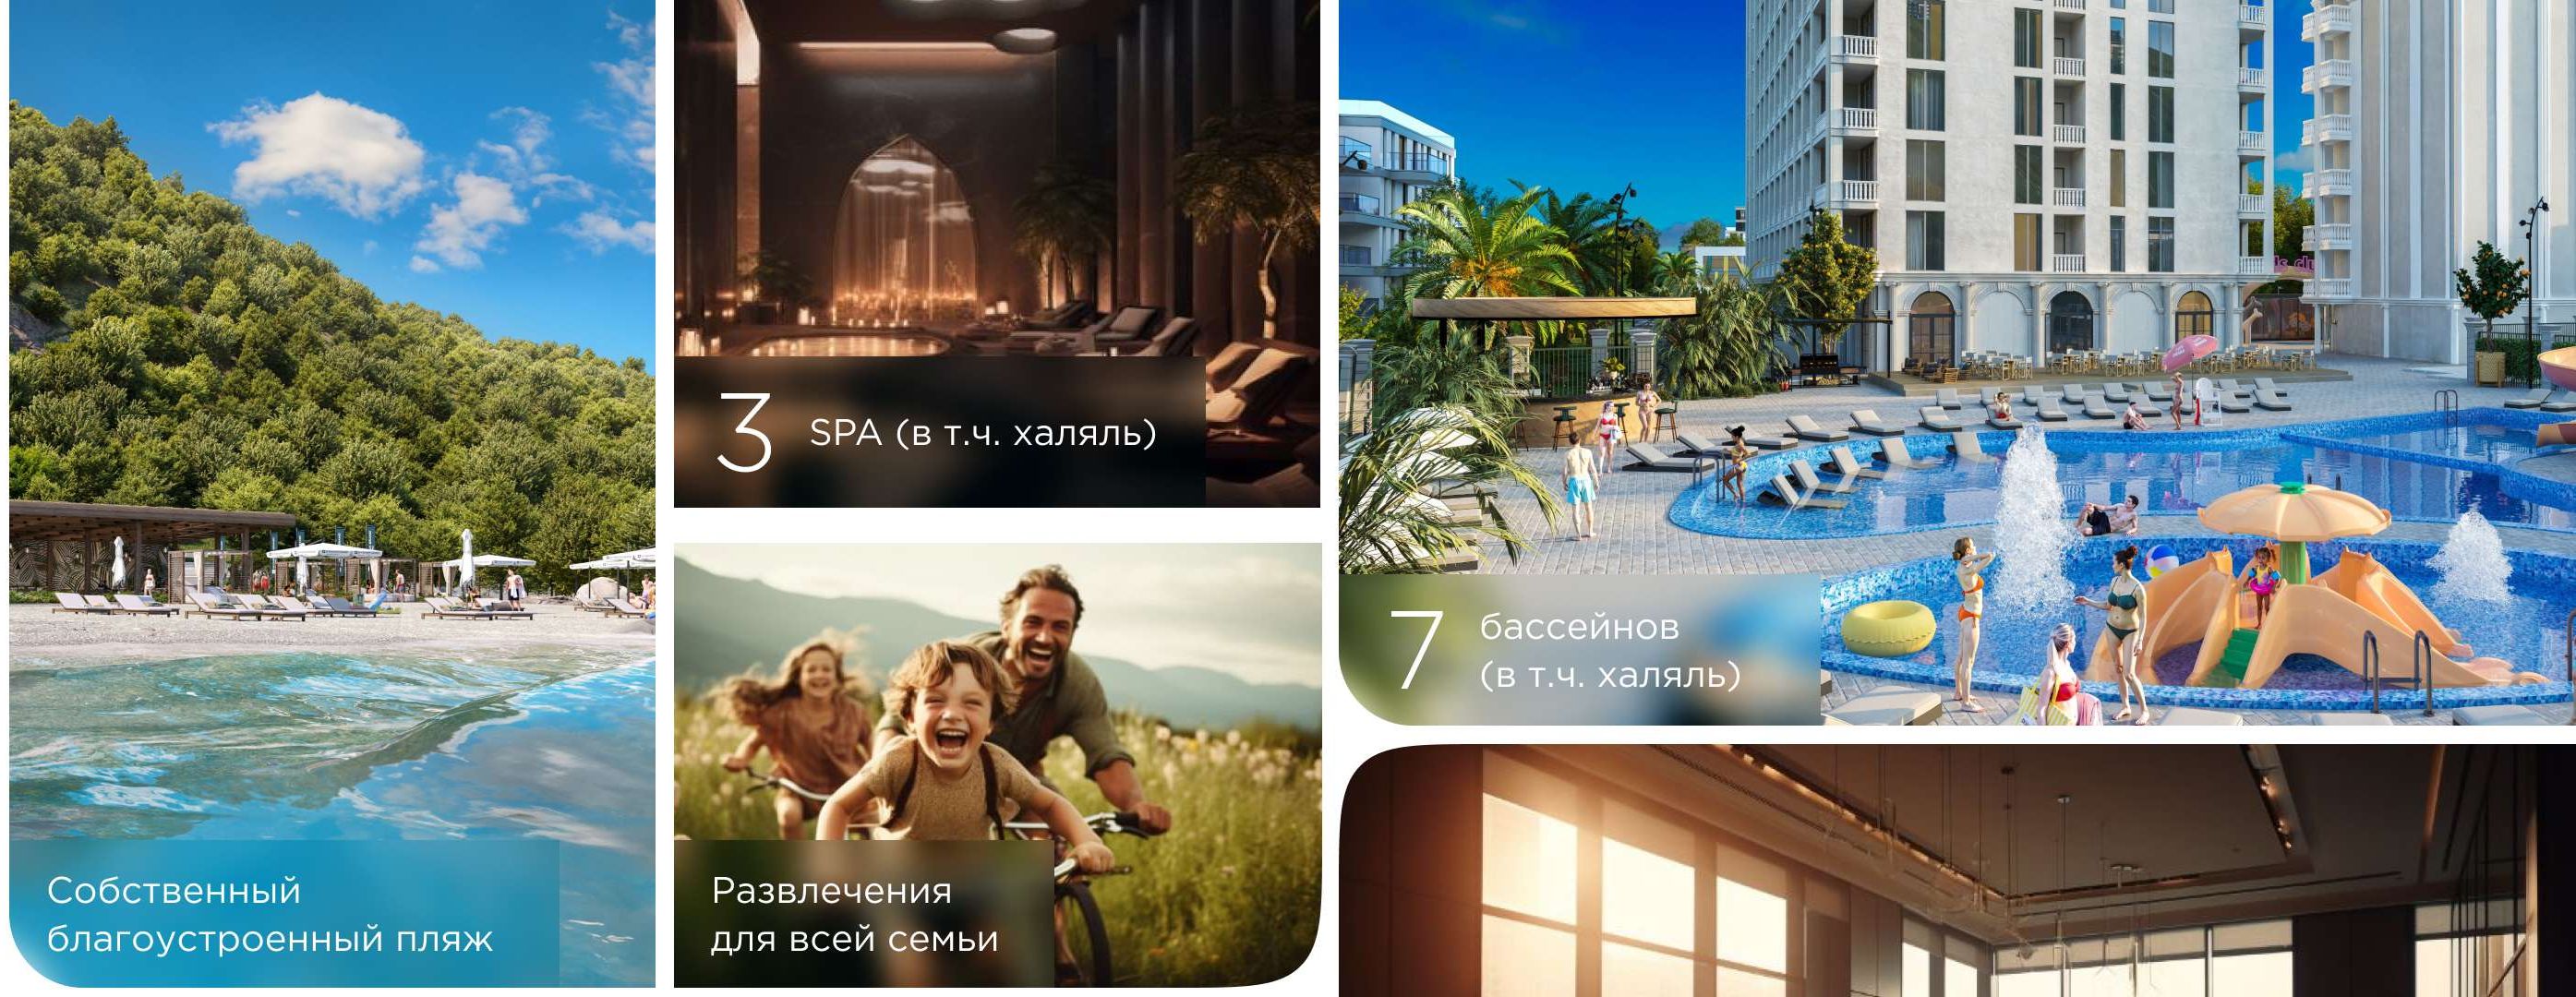 Собственный
благоустроенный пляж
3 SPA (в т.ч. халяль)
Развлечения
для всей семьи
7 бассейнов
(в т.ч. халяль)